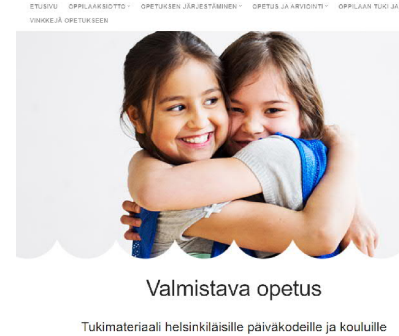 ETUSIVU OPPILAAKSIOTTO OPETUKSEN JÄRJESTÄMINEN OPETUS JA ARVIOINTI OPPILAAN TUKI JA
VINKKEJÄ OPETUKSEEN
Valmistava opetus
Tukimateriaali helsinkiläisille päiväkodeille ja kouluille